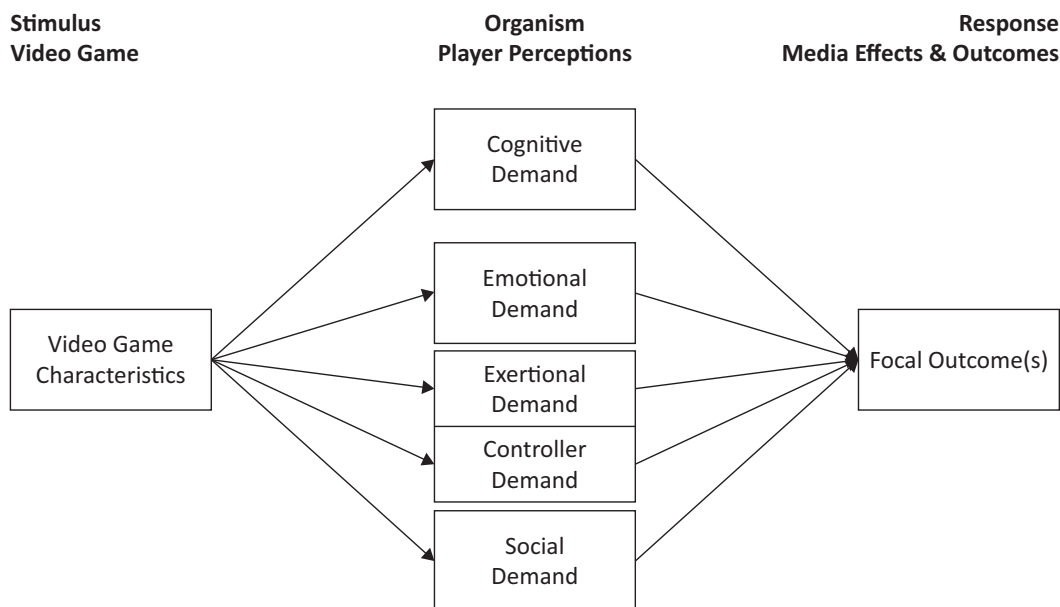 Stimulus
Video Game
Organism
Player Perceptions
Response
Media Effects & Outcomes
Cognitive
Demand
Emotional
Demand
Video Game
Characteristics
Exertional
Demand
Focal Outcome(s)
Controller
Demand
Social
Demand